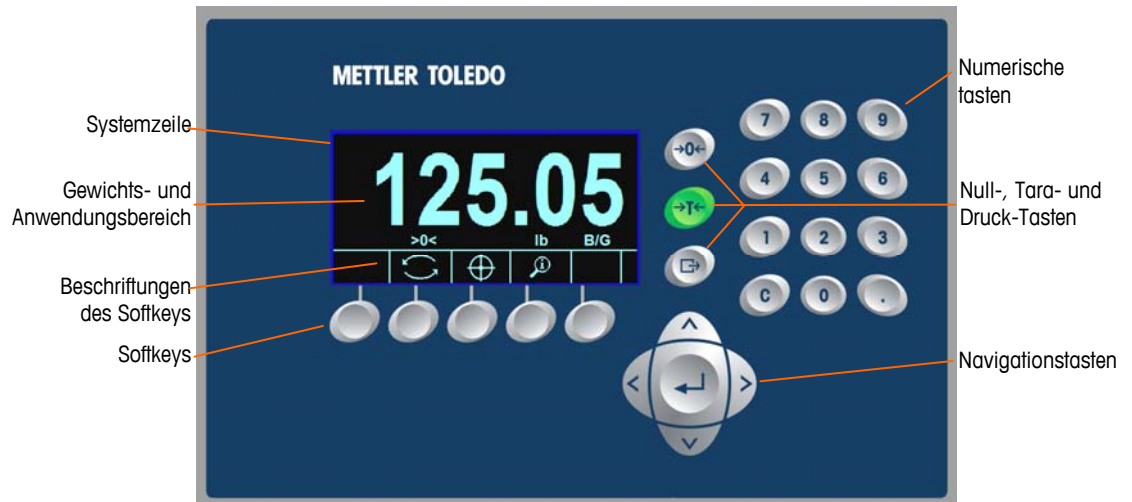 METTLER TOLEDO
Numerische
tasten
Systemzeile
7 8 9
→0←
Gewichts- und
Anwendungsbereich
125.05
4 5 6
→T←
Null-, Tara- und
Druck-Tasten
>0< lb B/G
1 2 3
Beschriftungen
des Softkeys
C 0 .
Softkeys
Navigationstasten